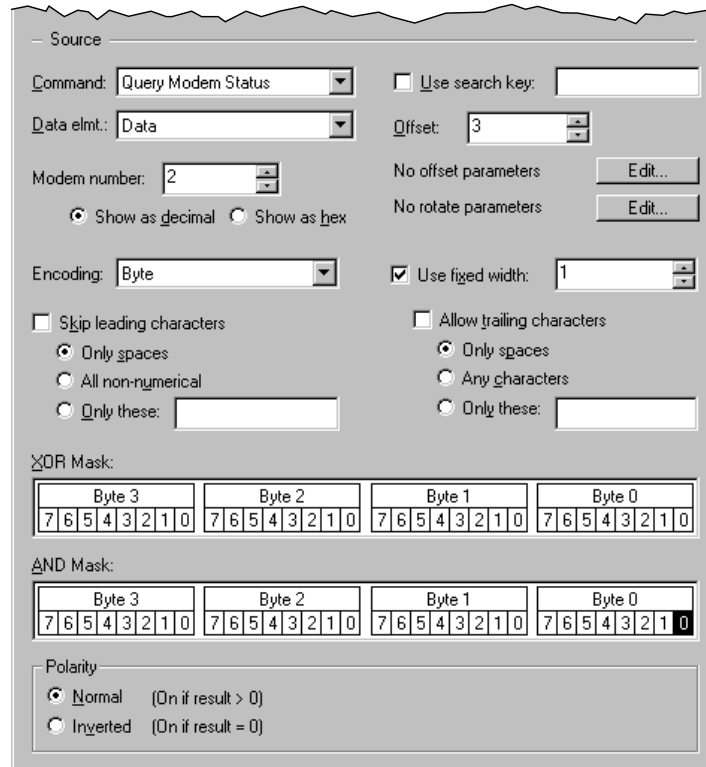 Source
Command: Query Modem Status
Use search key:
Data elmt.: Data
Offset: 3
Modem number: 2
No offset parameters Edit...
Show as decimal Show as hex
No rotate parameters Edit...
Encoding: Byte
Use fixed width: 1
Skip leading characters
Only spaces
All non-numerical
Only these:
Allow trailing characters
Only spaces
Any characters
Only these:
XOR Mask:
Byte 3 Byte 2 Byte 1 Byte 0
7 6 5 4 3 2 1 0 7 6 5 4 3 2 1 0 7 6 5 4 3 2 1 0 7 6 5 4 3 2 1 0
AND Mask:
Byte 3 Byte 2 Byte 1 Byte 0
7 6 5 4 3 2 1 0 7 6 5 4 3 2 1 0 7 6 5 4 3 2 1 0 7 6 5 4 3 2 1 0
Polarity
Normal (On if result > 0)
Inverted (On if result = 0)